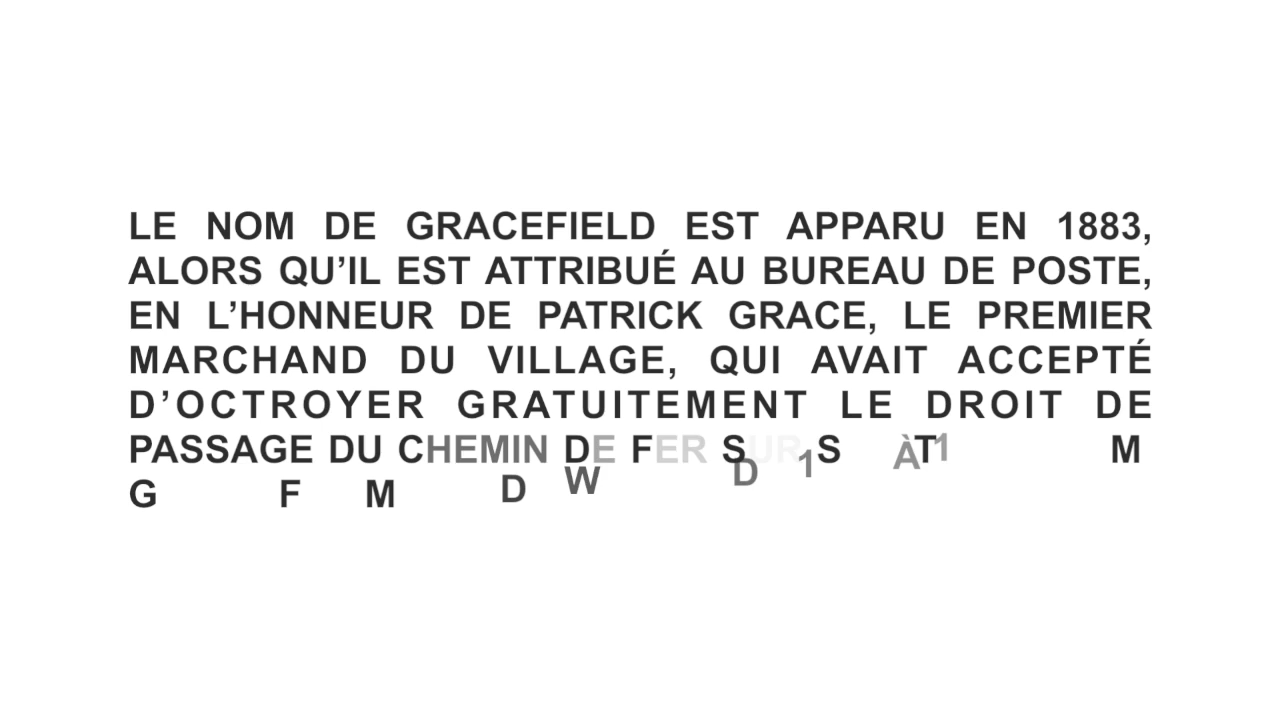 LE NOM DE GRACEFIELD EST APPARU EN 1883,
ALORS QU’IL EST ATTRIBUÉ AU BUREAU DE POSTE,
EN L’HONNEUR DE PATRICK GRACE, LE PREMIER
MARCHAND DU VILLAGE, QUI AVAIT ACCEPTÉ
D’OCTROYER GRATUITEMENT LE DROIT DE
PASSAGE DU CHEMIN DE FER SUR S À T 1 M
G F M D W D 1